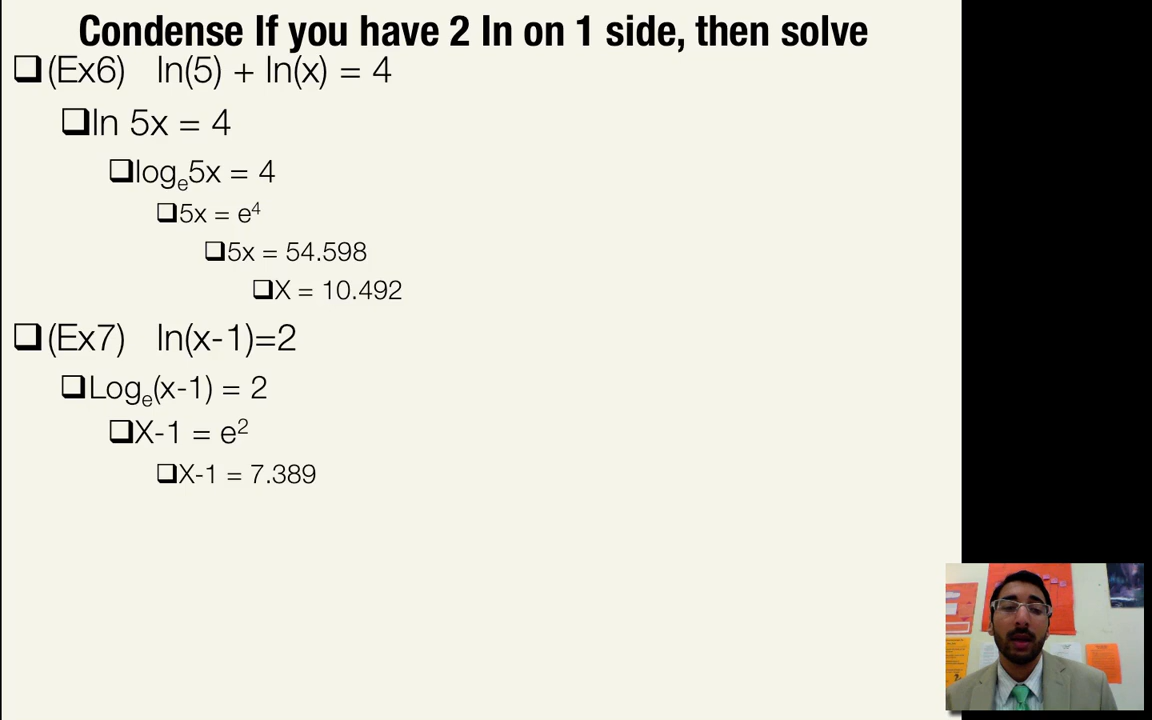 Condense If you have 2 ln on 1 side, then solve
❑(Ex6) ln(5) + ln(x) = 4
❑ln 5x = 4
❑logₑ5x = 4
❑5x = e⁴
❑5x = 54.598
❑X = 10.492
❑(Ex7) ln(x-1)=2
❑Logₑ(x-1) = 2
❑X-1 = e²
❑X-1 = 7.389